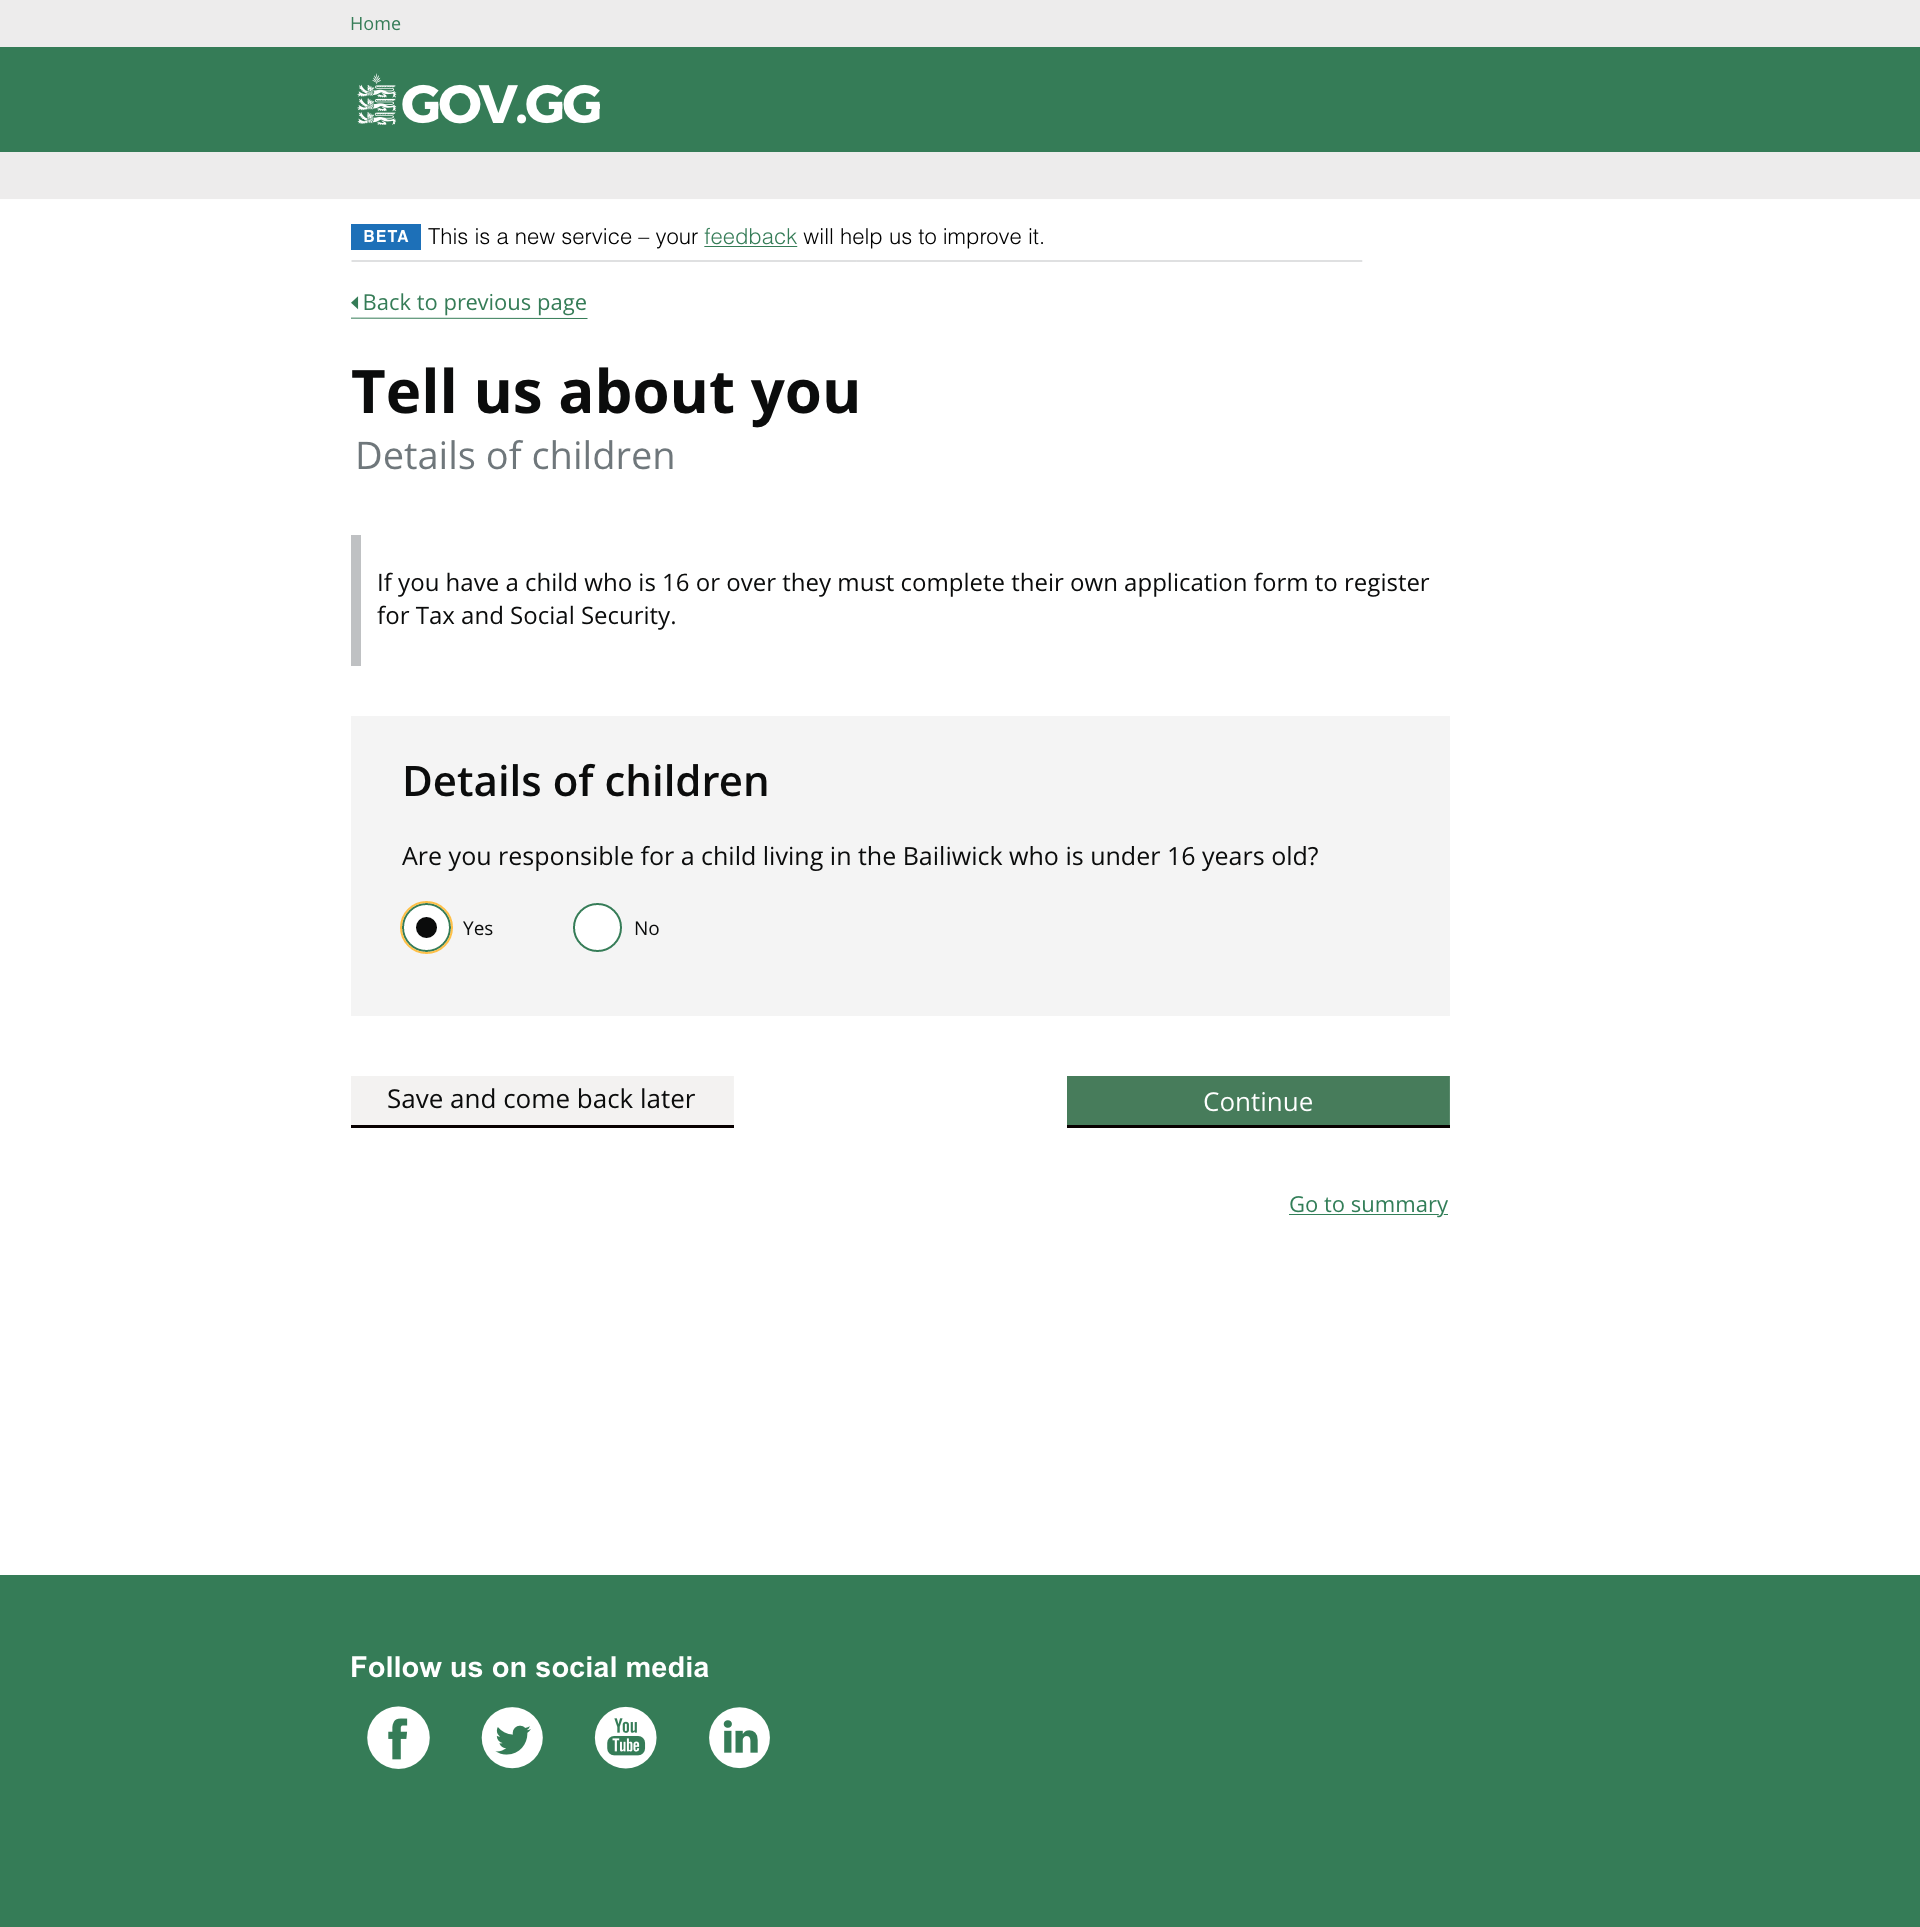 Home
GOV.GG
BETA This is a new service – your feedback will help us to improve it.
Back to previous page
Tell us about you
Details of children
If you have a child who is 16 or over they must complete their own application form to register
for Tax and Social Security.
Details of children
Are you responsible for a child living in the Bailiwick who is under 16 years old?
Yes No
Save and come back later Continue
Go to summary
Follow us on social media
You
Tube
in